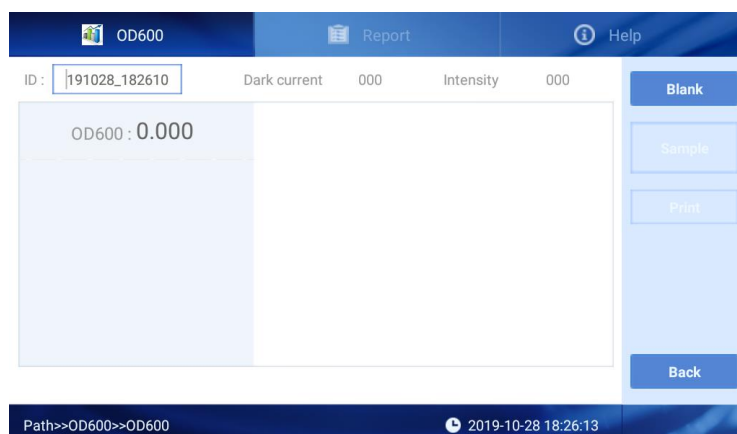 OD600 Report Help
ID : 191028_182610 Dark current 000 Intensity 000
Blank
OD600 : 0.000
Sample
Print
Back
Path>>OD600>>OD600 2019-10-28 18:26:13